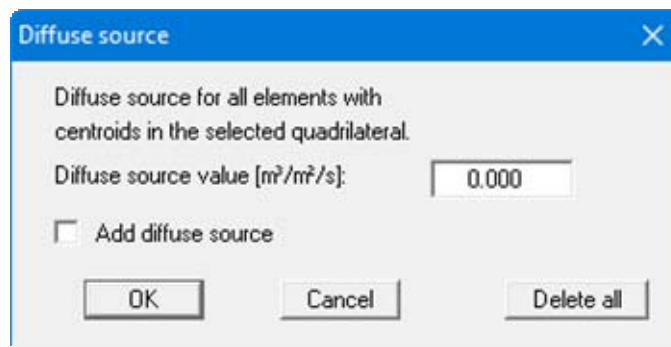 Diffuse source
Diffuse source for all elements with
centroids in the selected quadrilateral.
Diffuse source value [m³/m²/s]: 0.000
Add diffuse source
OK Cancel Delete all